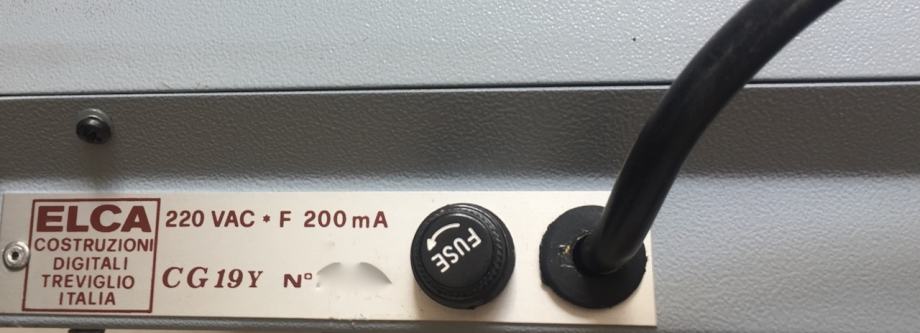 ELCA
COSTRUZIONI
DIGITALI
TREVIGLIO
ITALIA
220 VAC * F 200 mA
CG19Y N°
FUSE